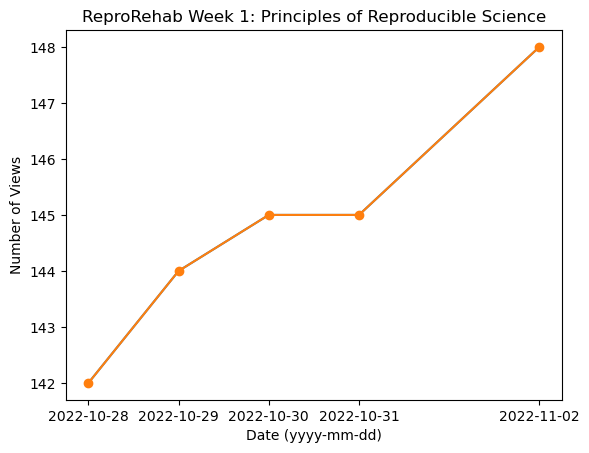 ReproRehab Week 1: Principles of Reproducible Science
148
147
146
145
144
143
142
Number of Views
2022-10-28 2022-10-29 2022-10-30 2022-10-31 2022-11-02
Date (yyyy-mm-dd)